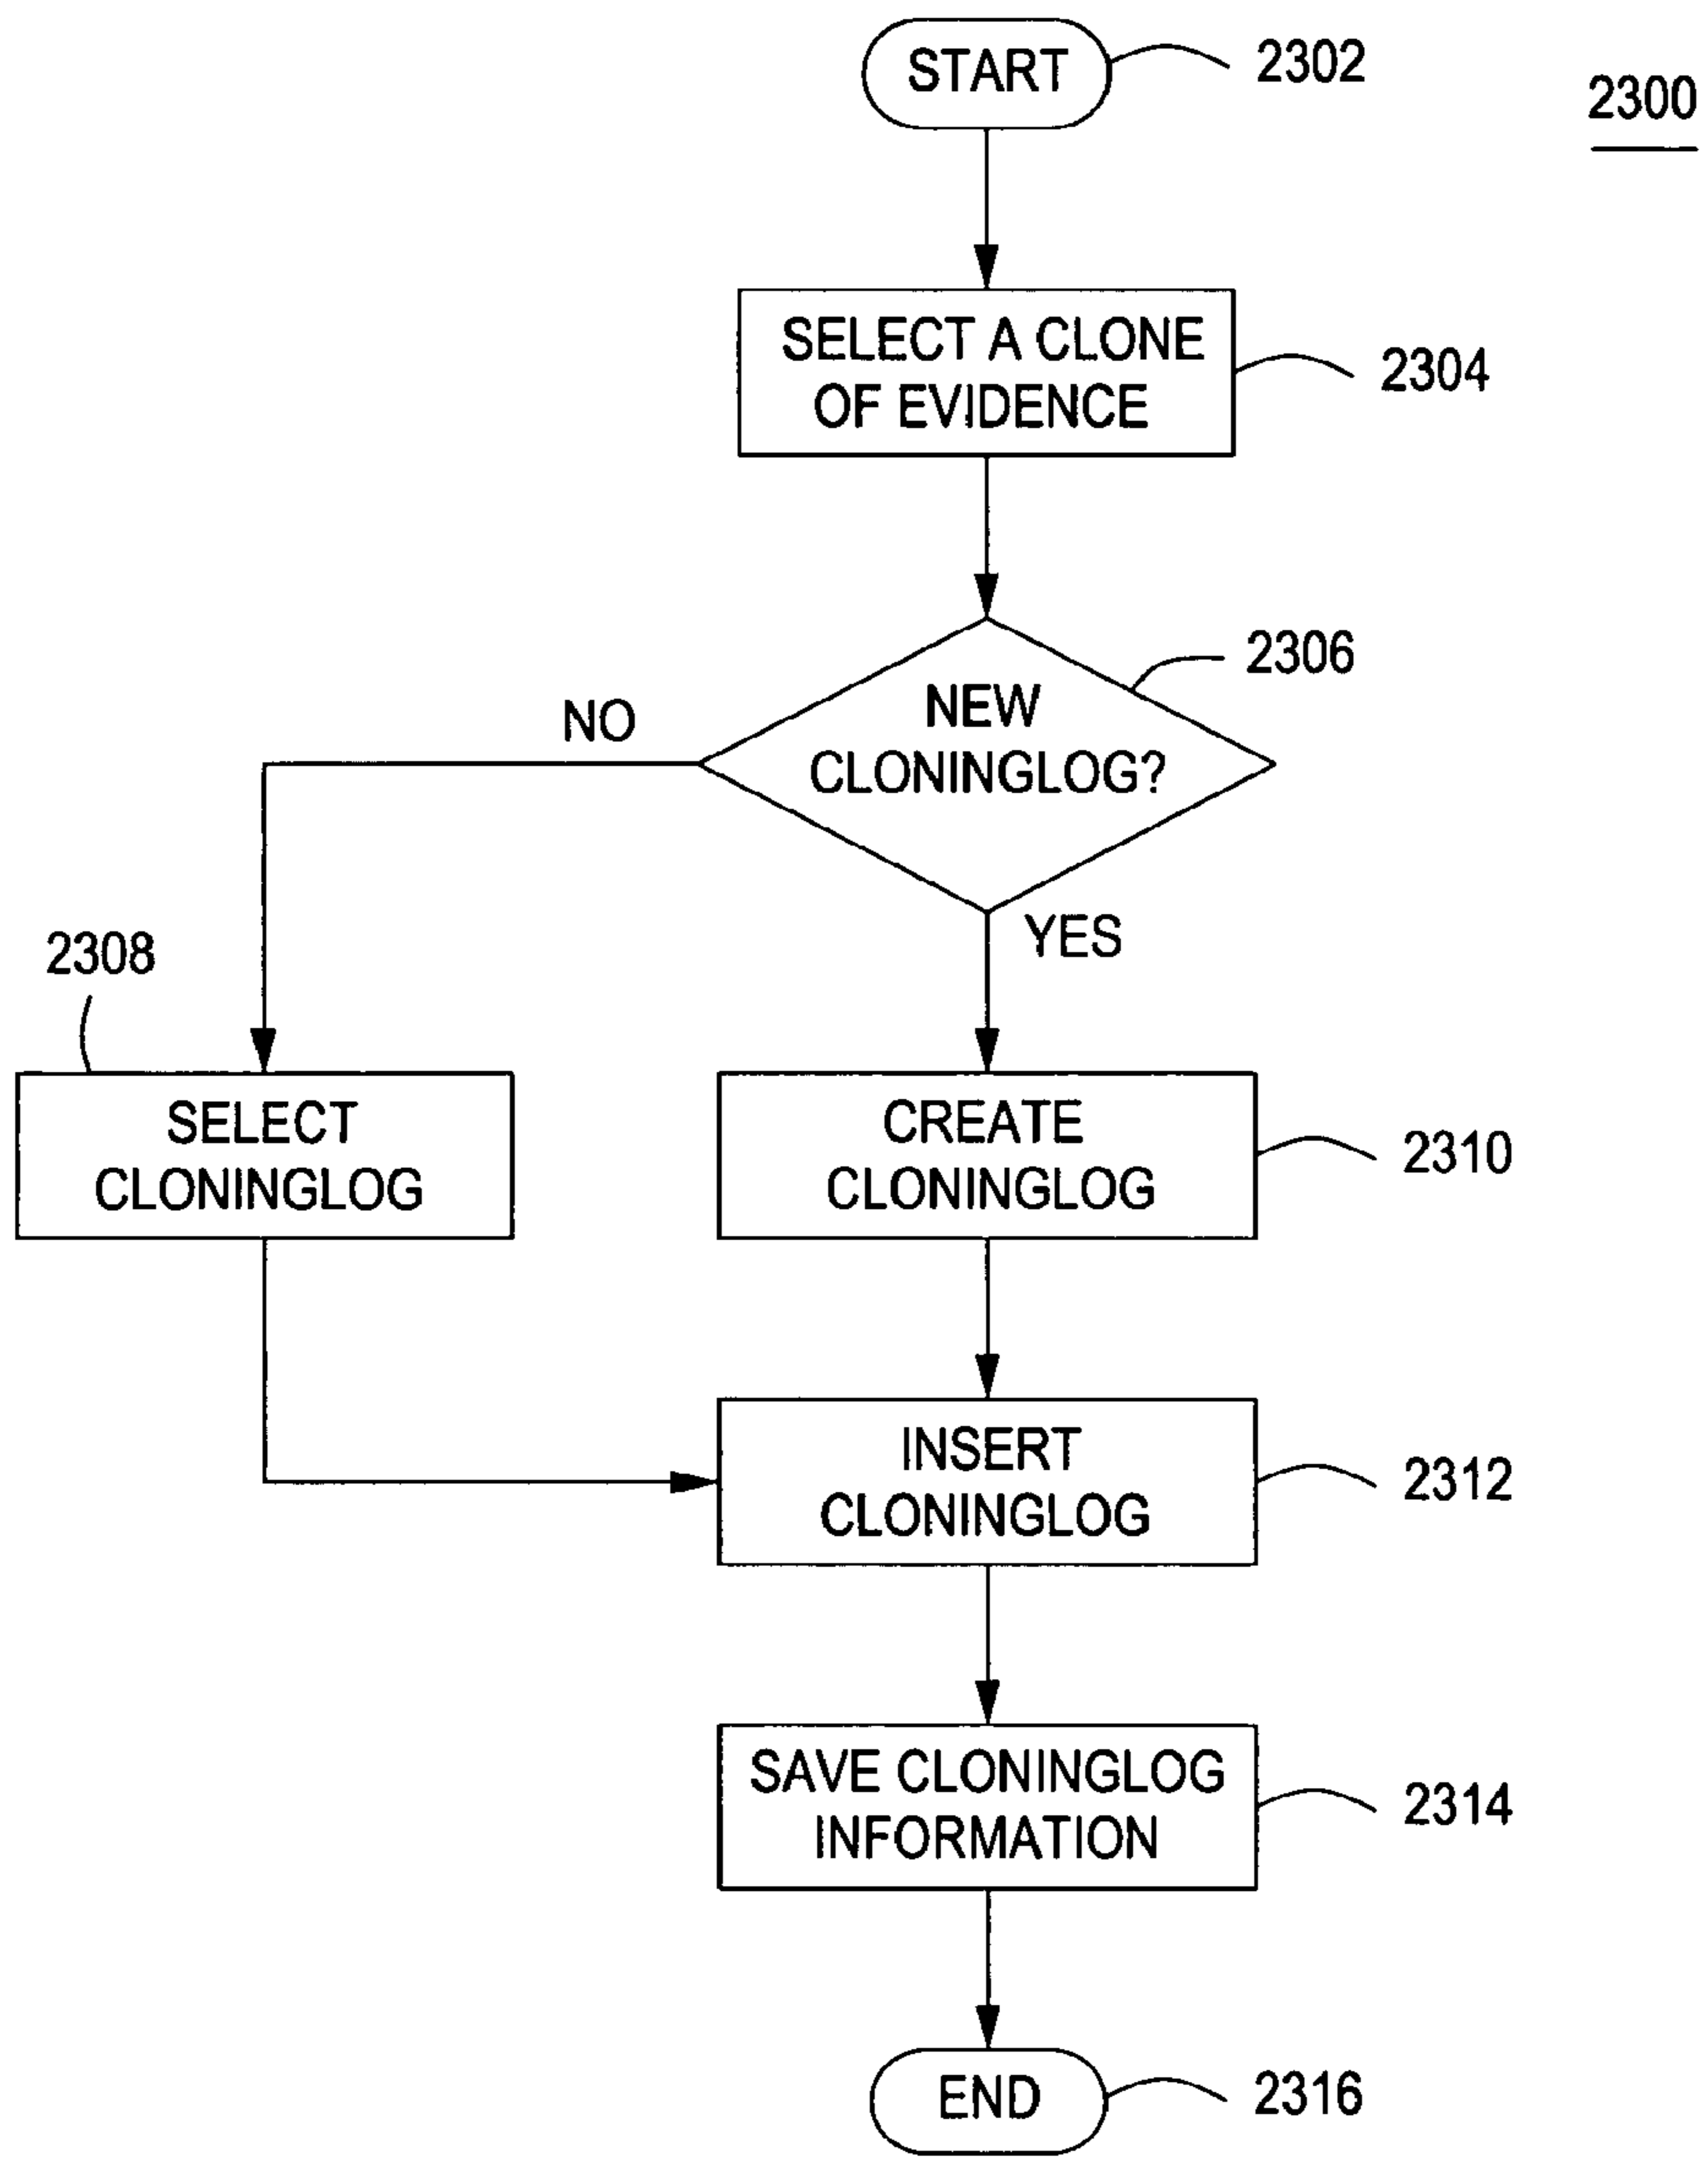 START
2302
2300
SELECT A CLONE
OF EVIDENCE
2304
2306
NEW
CLONINGLOG?
NO
YES
2308
SELECT
CLONINGLOG
CREATE
CLONINGLOG
2310
INSERT
CLONINGLOG
2312
SAVE CLONINGLOG
INFORMATION
2314
END
2316